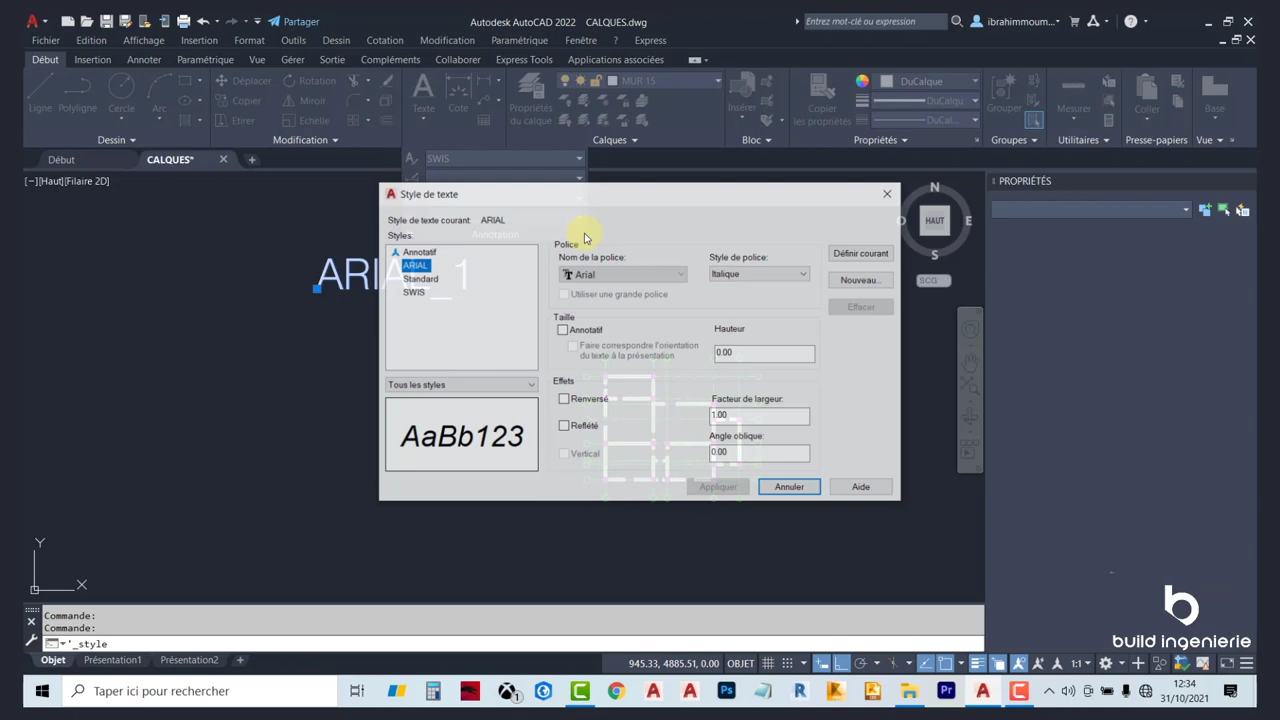 Partager
Autodesk AutoCAD 2022 CALQUES.dwg
Entrez mot-clé ou expression
ibrahimmoum...
Fichier Edition Affichage Insertion Format Outils Dessin Cotation Modification Paramétrique Fenêtre ? Express
Début Insertion Annoter Paramétrique Vue Gérer Sortie Compléments Collaborer Express Tools Applications associées
Ligne Polyligne Cercle Arc
Déplacer Rotation
Copier Miroir
Etirer Echelle
Texte Cote
Propriétés
du calque
MUR 15
Insérer
Copier
les propriétés
DuCalque
DuCalqu...
DuCal...
Grouper
Mesurer
Coller
Base
Dessin Modification Calques Bloc Propriétés Groupes Utilitaires Presse-papiers Vue
Début CALQUES*
SWIS
[−][Haut][Filaire 2D]
Annotation
ARIAL_1
Style de texte
Style de texte courant: ARIAL
Styles:
Annotatif
ARIAL
Standard
SWIS
Tous les styles
AaBb123
Police
Nom de la police:
Arial
Style de police:
Italique
Utiliser une grande police
Taille
Annotatif
Faire correspondre l'orientation
du texte à la présentation
Hauteur
0.00
Effets
Renversé
Reflété
Vertical
Facteur de largeur:
1.00
Angle oblique:
0.00
Définir courant
Nouveau...
Effacer
Appliquer Annuler Aide
N
O HAUT E
S
SCG
PROPRIÉTÉS
Y
X
Commande:
Commande:
'_style
build ingenierie
Objet Présentation1 Présentation2
945.33, 4885.51, 0.00 OBJET
1:1
Taper ici pour rechercher
12:34
31/10/2021